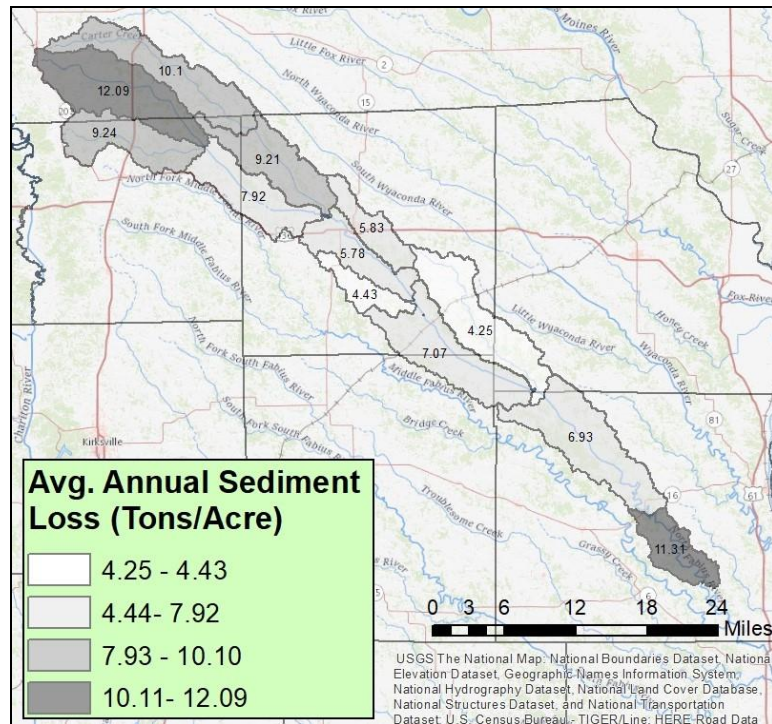 Moines River
Carter Creek
Little Fox River
2
10.1
North Wyaconda River
15
12.09
Sugar Creek
20
9.24
9.21
27
South Wyaconda River
7.92
North Fork Middle
River
5.83
South Fork Middle
Fabius River
5.78
Fox River
4.43
4.25
Little Wyaconda River
Honey Creek
Wyaconda River
7.07
North Fork South
Fabius River
Middle Fabius River
Chariton River
South Fork South Fabius River
Bridge Creek
81
Kirksville
6.93
16
61
Troublesome Creek
Grassy Creek
11.31
Fabius River
6
Avg. Annual Sediment
Loss (Tons/Acre)
4.25 - 4.43
4.44- 7.92
7.93 - 10.10
10.11- 12.09
0 3 6 12 18 24
Miles
USGS The National Map: National Boundaries Dataset, National
Elevation Dataset, Geographic Names Information System,
National Hydrography Dataset, National Land Cover Database,
National Structures Dataset, and National Transportation
Dataset; U.S. Census Bureau - TIGER/Line; HERE Road Data